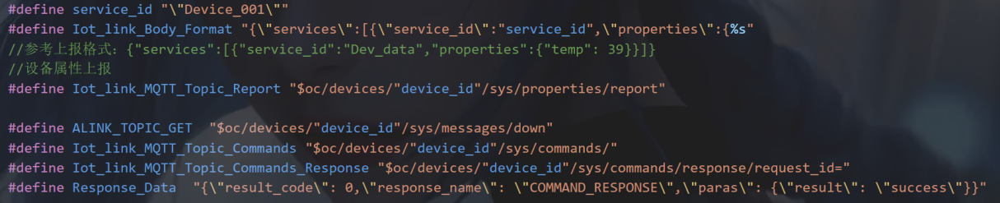 #define service_id "\"Device_001\""
#define Iot_link_Body_Format "{\"services\":[{\"service_id\":"service_id",\"properties\":{%s"
//参考上报格式：{"services":[{"service_id":"Dev_data","properties":{"temp": 39}}]}
//设备属性上报
#define Iot_link_MQTT_Topic_Report "$oc/devices/"device_id"/sys/properties/report"
#define ALINK_TOPIC_GET  "$oc/devices/"device_id"/sys/messages/down"
#define Iot_link_MQTT_Topic_Commands "$oc/devices/"device_id"/sys/commands/"
#define Iot_link_MQTT_Topic_Commands_Response "$oc/devices/"device_id"/sys/commands/response/request_id="
#define Response_Data  "{\"result_code\": 0,\"response_name\": \"COMMAND_RESPONSE\",\"paras\": {\"result\": \"success\"}}"